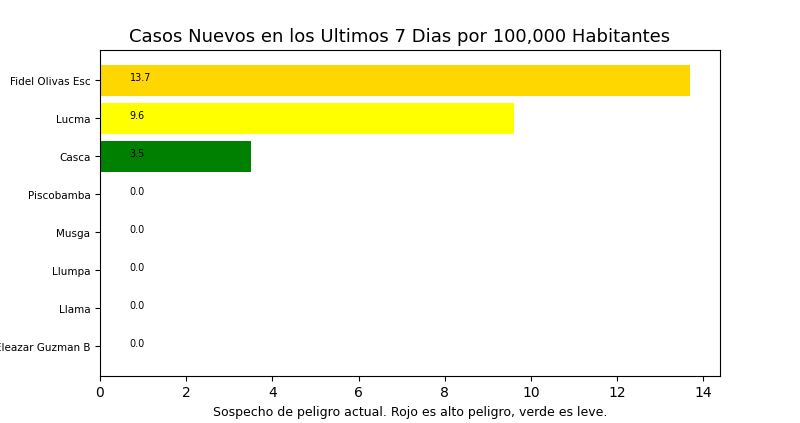 Casos Nuevos en los Ultimos 7 Dias por 100,000 Habitantes
Fidel Olivas Esc 13.7
Lucma 9.6
Casca 3.5
Piscobamba 0.0
Musga 0.0
Llumpa 0.0
Llama 0.0
Eleazar Guzman B 0.0
0 2 4 6 8 10 12 14
Sospecho de peligro actual. Rojo es alto peligro, verde es leve.